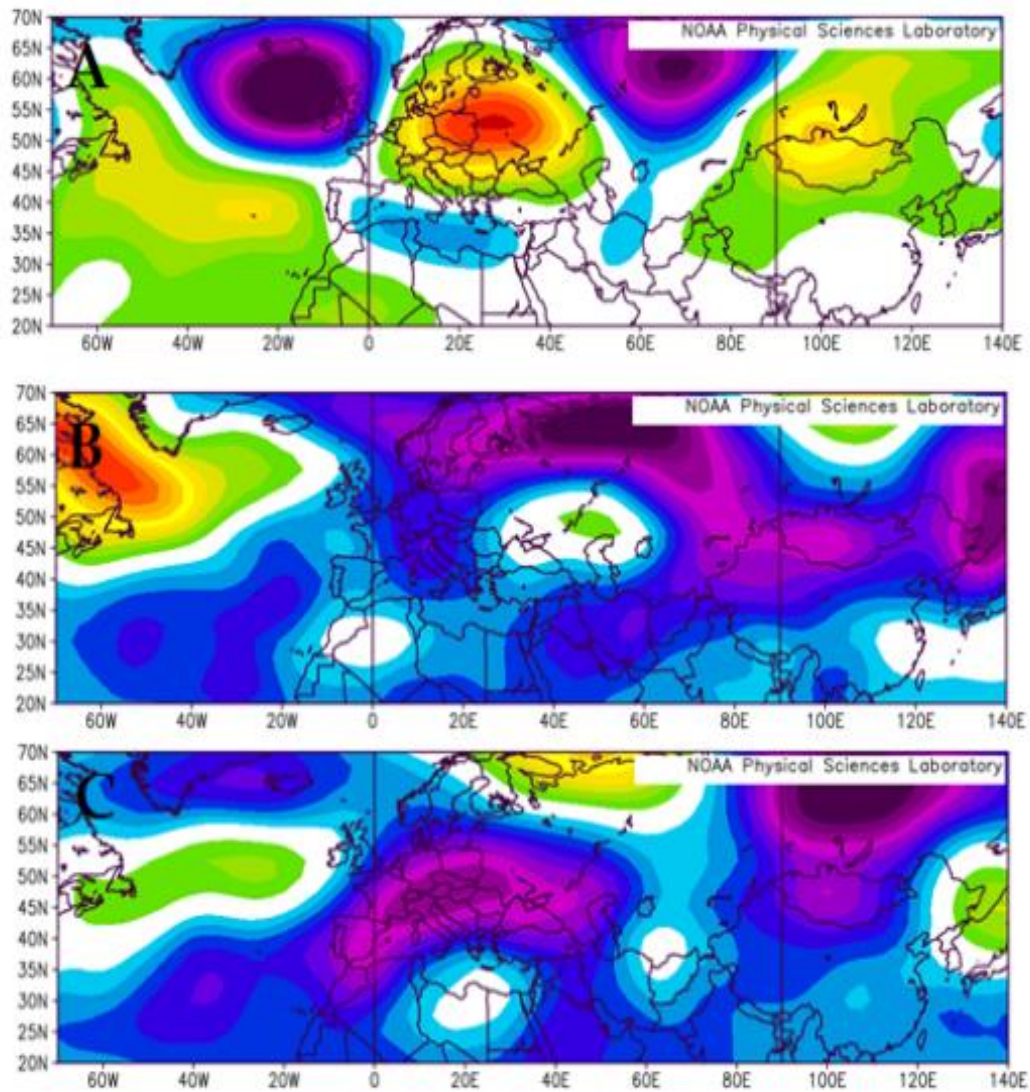 NOAA Physical Sciences Laboratory
A
70N
65N
60N
55N
50N
45N
40N
35N
30N
25N
20N
60W 40W 20W 0 20E 40E 60E 80E 100E 120E 140E
NOAA Physical Sciences Laboratory
B
70N
65N
60N
55N
50N
45N
40N
35N
30N
25N
20N
60W 40W 20W 0 20E 40E 60E 80E 100E 120E 140E
NOAA Physical Sciences Laboratory
C
70N
65N
60N
55N
50N
45N
40N
35N
30N
25N
20N
60W 40W 20W 0 20E 40E 60E 80E 100E 120E 140E